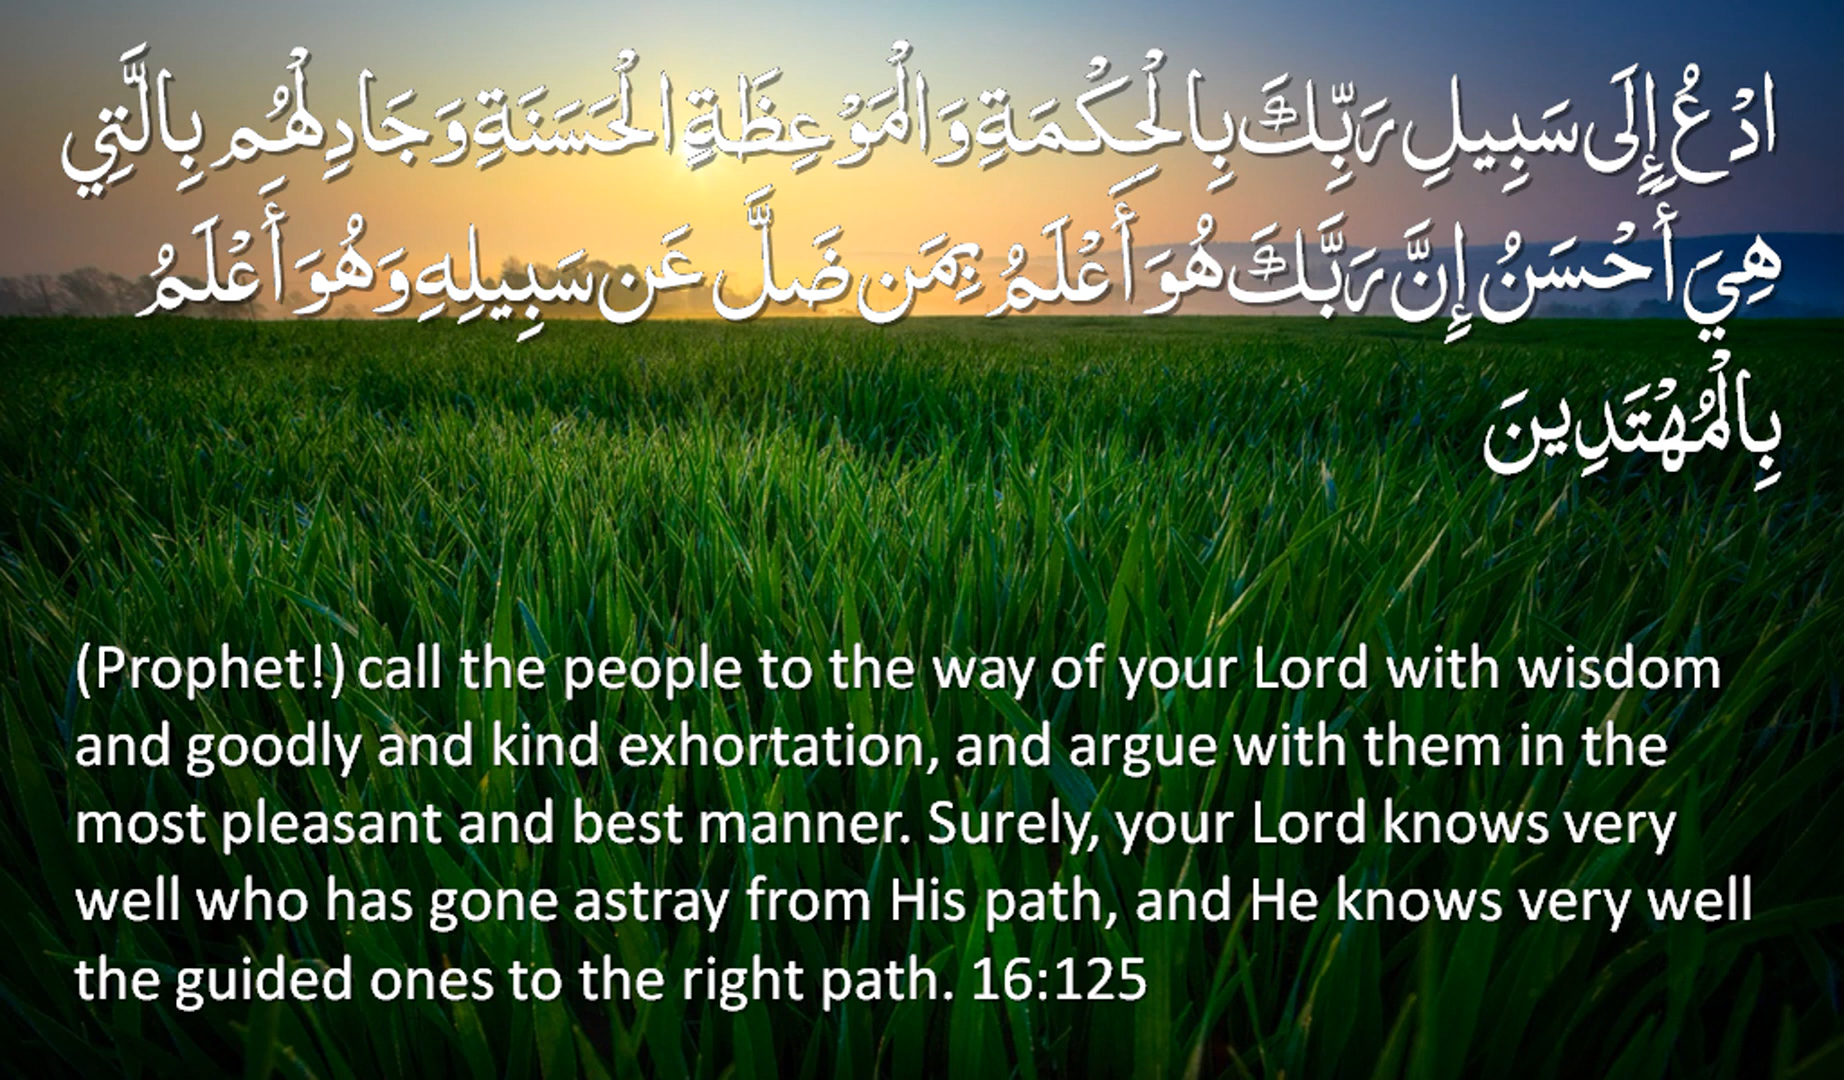 ادْعُ إِلَى سَبِيلِ رَبِّكَ بِالْحِكْمَةِ وَالْمَوْعِظَةِ الْحَسَنَةِ وَجَادِلْهُم بِالَّتِي
هِيَ أَحْسَنُ إِنَّ رَبَّكَ هُوَ أَعْلَمُ بِمَن ضَلَّ عَن سَبِيلِهِ وَهُوَ أَعْلَمُ
بِالْمُهْتَدِينَ
(Prophet!) call the people to the way of your Lord with wisdom
and goodly and kind exhortation, and argue with them in the
most pleasant and best manner. Surely, your Lord knows very
well who has gone astray from His path, and He knows very well
the guided ones to the right path. 16:125